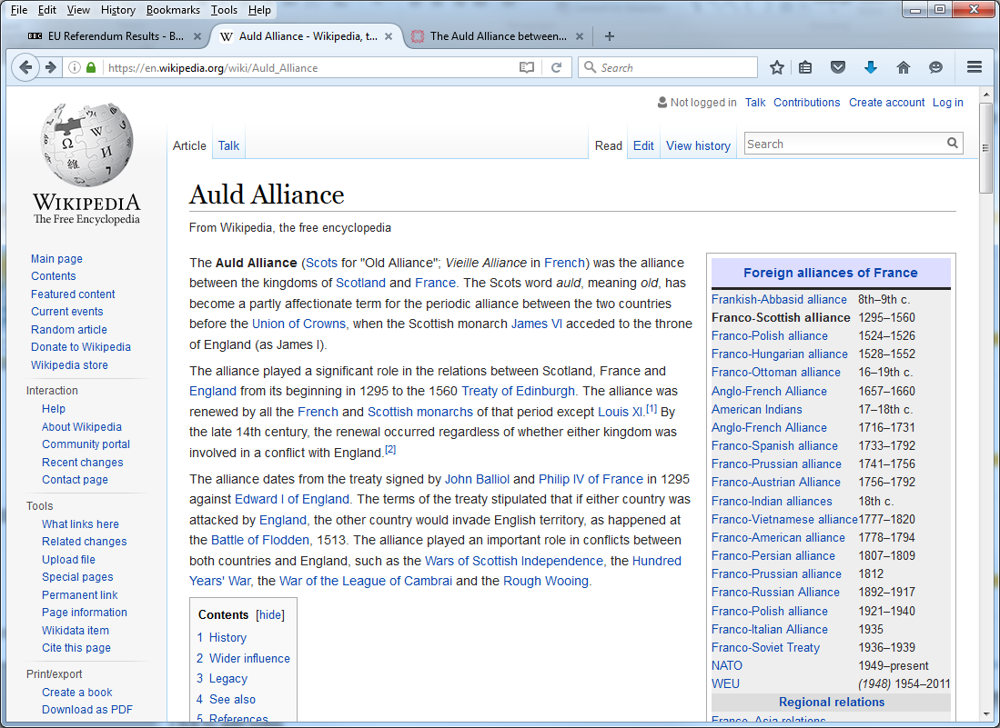 File Edit View History Bookmarks Tools Help
BBC EU Referendum Results - B... × W Auld Alliance - Wikipedia, t... × The Auld Alliance between... × +
https://en.wikipedia.org/wiki/Auld_Alliance Search
Not logged in Talk Contributions Create account Log in
Article Talk Read Edit View history Search
WIKIPEDIA
The Free Encyclopedia
Main page
Contents
Featured content
Current events
Random article
Donate to Wikipedia
Wikipedia store
Interaction
Help
About Wikipedia
Community portal
Recent changes
Contact page
Tools
What links here
Related changes
Upload file
Special pages
Permanent link
Page information
Wikidata item
Cite this page
Print/export
Create a book
Download as PDF
Auld Alliance
From Wikipedia, the free encyclopedia
The Auld Alliance (Scots for "Old Alliance"; Vieille Alliance in French) was the alliance
between the kingdoms of Scotland and France. The Scots word auld, meaning old, has
become a partly affectionate term for the periodic alliance between the two countries
before the Union of Crowns, when the Scottish monarch James VI acceded to the throne
of England (as James I).
The alliance played a significant role in the relations between Scotland, France and
England from its beginning in 1295 to the 1560 Treaty of Edinburgh. The alliance was
renewed by all the French and Scottish monarchs of that period except Louis XI.[1] By
the late 14th century, the renewal occurred regardless of whether either kingdom was
involved in a conflict with England.[2]
The alliance dates from the treaty signed by John Balliol and Philip IV of France in 1295
against Edward I of England. The terms of the treaty stipulated that if either country was
attacked by England, the other country would invade English territory, as happened at
the Battle of Flodden, 1513. The alliance played an important role in conflicts between
both countries and England, such as the Wars of Scottish Independence, the Hundred
Years' War, the War of the League of Cambrai and the Rough Wooing.
Contents [hide]
1 History
2 Wider influence
3 Legacy
4 See also
5 References
Foreign alliances of France
Frankish-Abbasid alliance 8th–9th c.
Franco-Scottish alliance 1295–1560
Franco-Polish alliance 1524–1526
Franco-Hungarian alliance 1528–1552
Franco-Ottoman alliance 16–19th c.
Anglo-French Alliance 1657–1660
American Indians 17–18th c.
Anglo-French Alliance 1716–1731
Franco-Spanish alliance 1733–1792
Franco-Prussian alliance 1741–1756
Franco-Austrian Alliance 1756–1792
Franco-Indian alliances 18th c.
Franco-Vietnamese alliance 1777–1820
Franco-American alliance 1778–1794
Franco-Persian alliance 1807–1809
Franco-Prussian alliance 1812
Franco-Russian Alliance 1892–1917
Franco-Polish alliance 1921–1940
Franco-Italian Alliance 1935
Franco-Soviet Treaty 1936–1939
NATO 1949–present
WEU (1948) 1954–2011
Regional relations
France–Asia relations